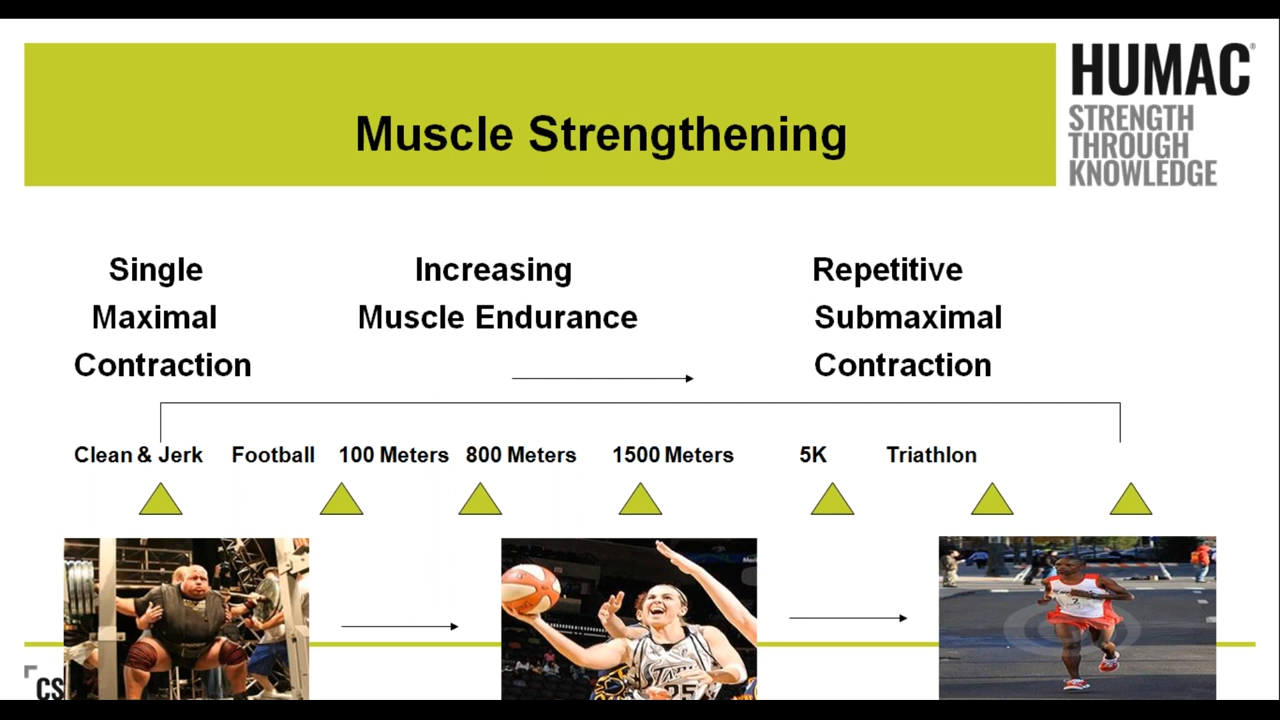 Muscle Strengthening
HUMAC®
STRENGTH
THROUGH
KNOWLEDGE
Single
Maximal
Contraction
Increasing
Muscle Endurance
Repetitive
Submaximal
Contraction
Clean & Jerk Football 100 Meters 800 Meters 1500 Meters 5K Triathlon
25
CS